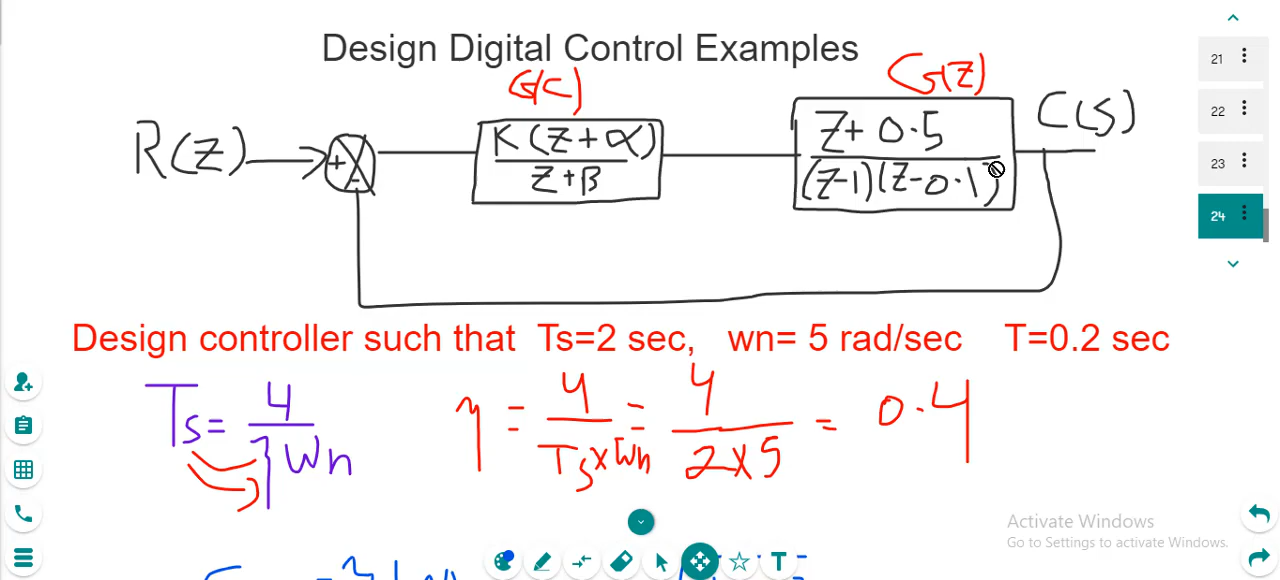 Design Digital Control Examples
G(C)
G(Z)
R(Z)
+
-
K(Z+α)
Z+β
Z+0.5
(Z-1)(Z-0.1)
C(S)
21
22
23
24
Design controller such that Ts=2 sec, wn= 5 rad/sec T=0.2 sec
Ts = 4
Wn
η = 4 = 4 = 0.4
Ts×Wn 2×5
Activate Windows
Go to Settings to activate Windows.
T